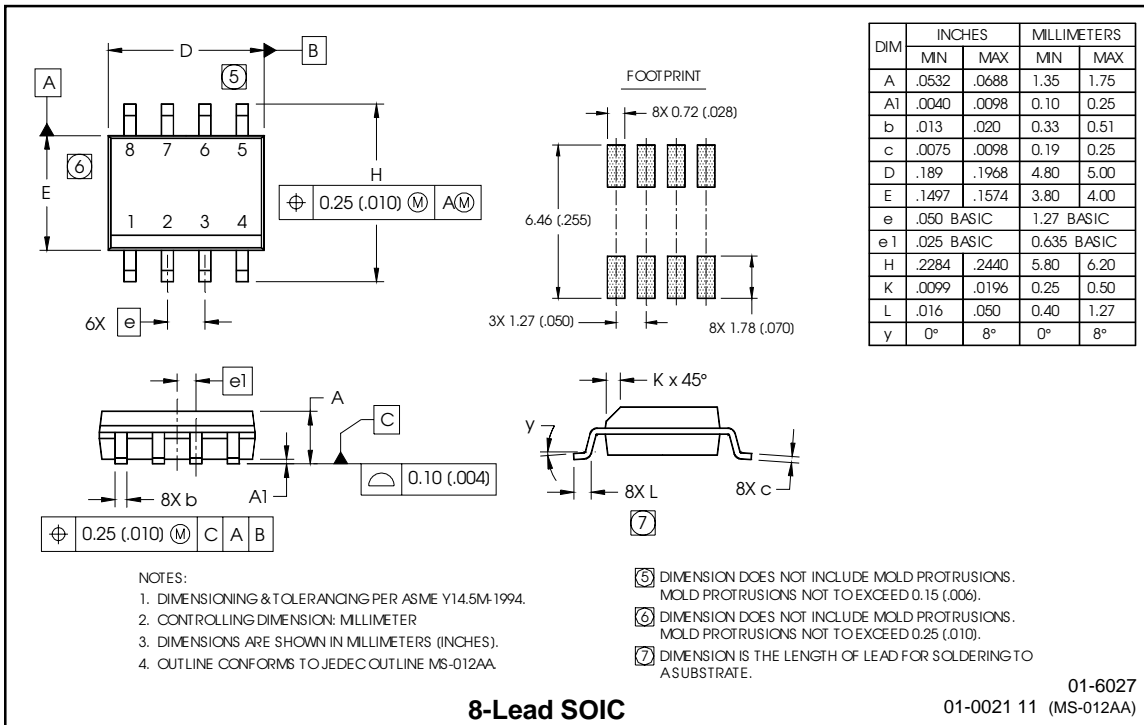 D
B
5
A
8 7 6 5
6
E
H
⌖ 0.25 (.010) Ⓜ A Ⓜ
1 2 3 4
6X e
FOOTPRINT
8X 0.72 (.028)
6.46 (.255)
3X 1.27 (.050)
8X 1.78 (.070)
DIM INCHES MILLIMETERS
MIN MAX MIN MAX
A .0532 .0688 1.35 1.75
A1 .0040 .0098 0.10 0.25
b .013 .020 0.33 0.51
c .0075 .0098 0.19 0.25
D .189 .1968 4.80 5.00
E .1497 .1574 3.80 4.00
e .050 BASIC 1.27 BASIC
e1 .025 BASIC 0.635 BASIC
H .2284 .2440 5.80 6.20
K .0099 .0196 0.25 0.50
L .016 .050 0.40 1.27
y 0° 8° 0° 8°
e1
A
C
0.10 (.004)
A1
8X b
⌖ 0.25 (.010) Ⓜ C A B
K x 45°
y
8X L
7
8X c
NOTES:
1. DIMENSIONING & TOLERANCING PER ASME Y14.5M-1994.
2. CONTROLLING DIMENSION: MILLIMETER
3. DIMENSIONS ARE SHOWN IN MILLIMETERS (INCHES).
4. OUTLINE CONFORMS TO JEDEC OUTLINE MS-012AA.
5 DIMENSION DOES NOT INCLUDE MOLD PROTRUSIONS.
MOLD PROTRUSIONS NOT TO EXCEED 0.15 (.006).
6 DIMENSION DOES NOT INCLUDE MOLD PROTRUSIONS.
MOLD PROTRUSIONS NOT TO EXCEED 0.25 (.010).
7 DIMENSION IS THE LENGTH OF LEAD FOR SOLDERING TO
A SUBSTRATE.
8-Lead SOIC
01-6027
01-0021 11 (MS-012AA)